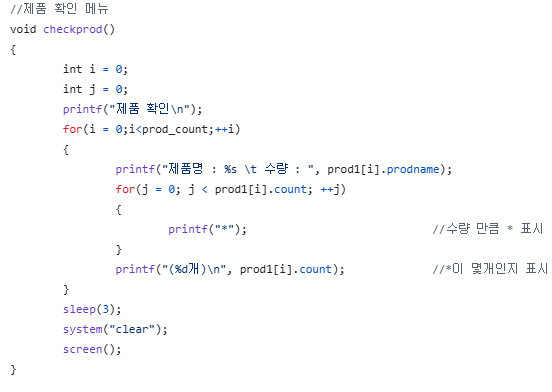 //제품 확인 메뉴
void checkprod()
{
int i = 0;
int j = 0;
printf("제품 확인\n");
for(i = 0;i<prod_count;++i)
{
printf("제품명 : %s \t 수량 : ", prod1[i].prodname);
for(j = 0; j < prod1[i].count; ++j)
{
printf("*"); //수량 만큼 * 표시
}
printf("(%d개)\n", prod1[i].count); //*이 몇개인지 표시
}
sleep(3);
system("clear");
screen();
}